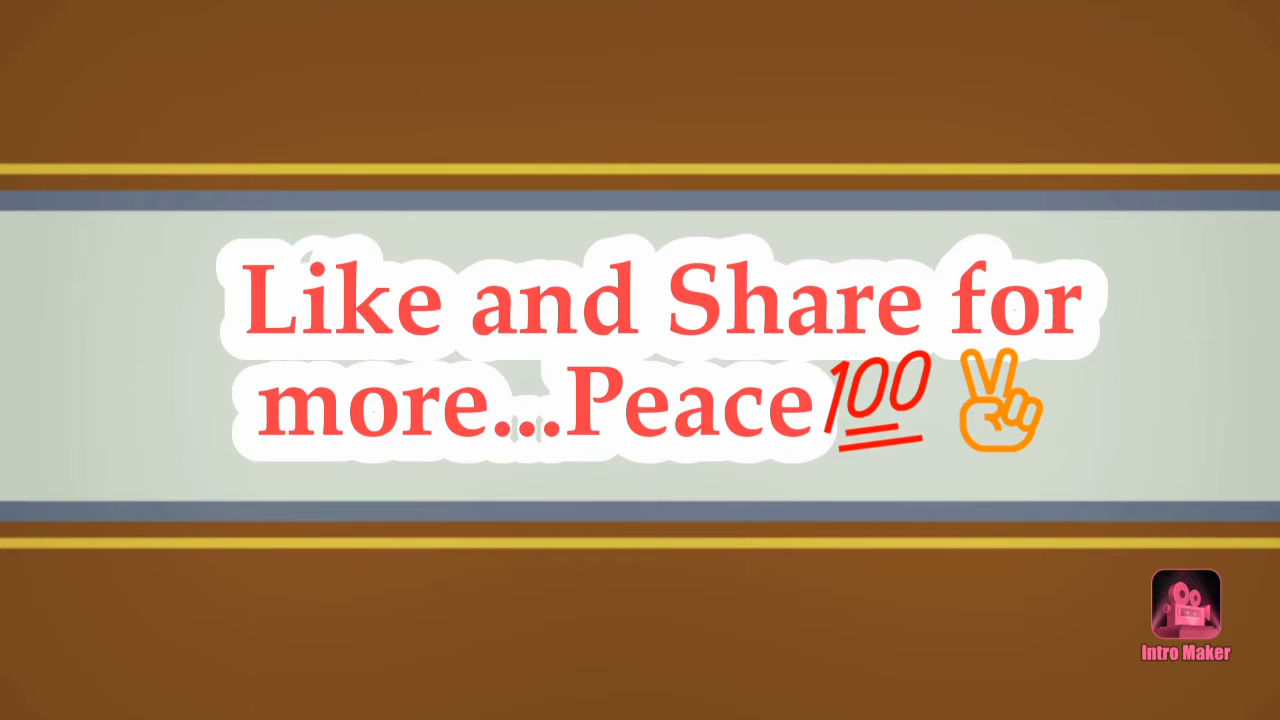 Like and Share for
more...Peace💯 ✌
Intro Maker